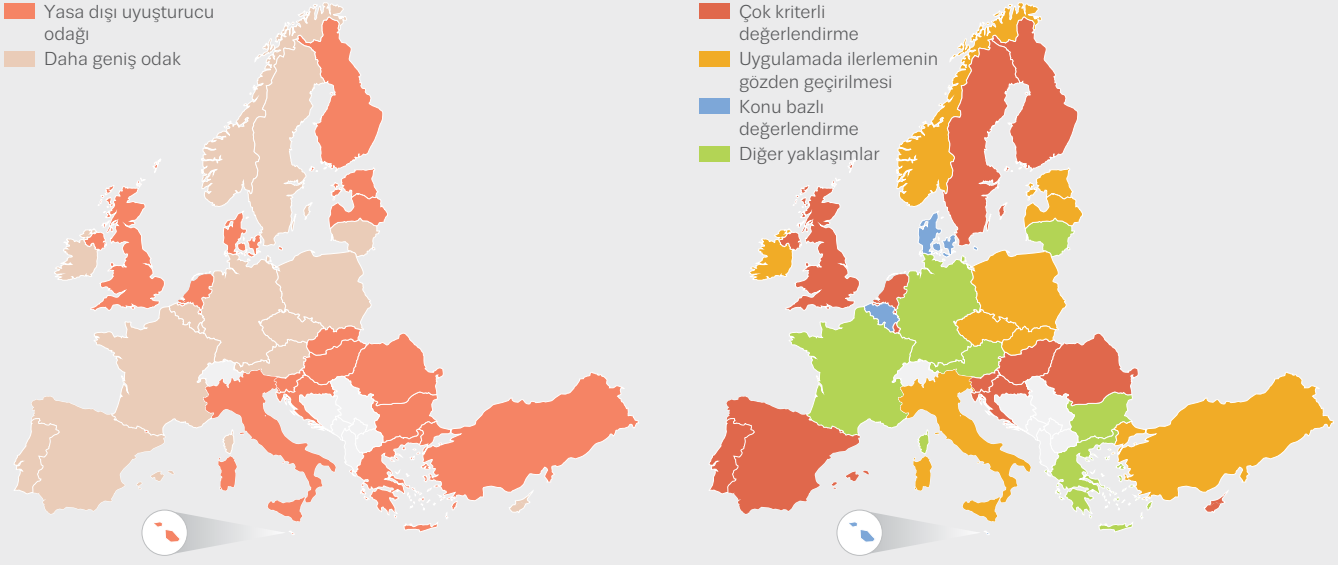 Yasa dışı uyuşturucu
odağı
Daha geniş odak
Çok kriterli
değerlendirme
Uygulamada ilerlemenin
gözden geçirilmesi
Konu bazlı
değerlendirme
Diğer yaklaşımlar